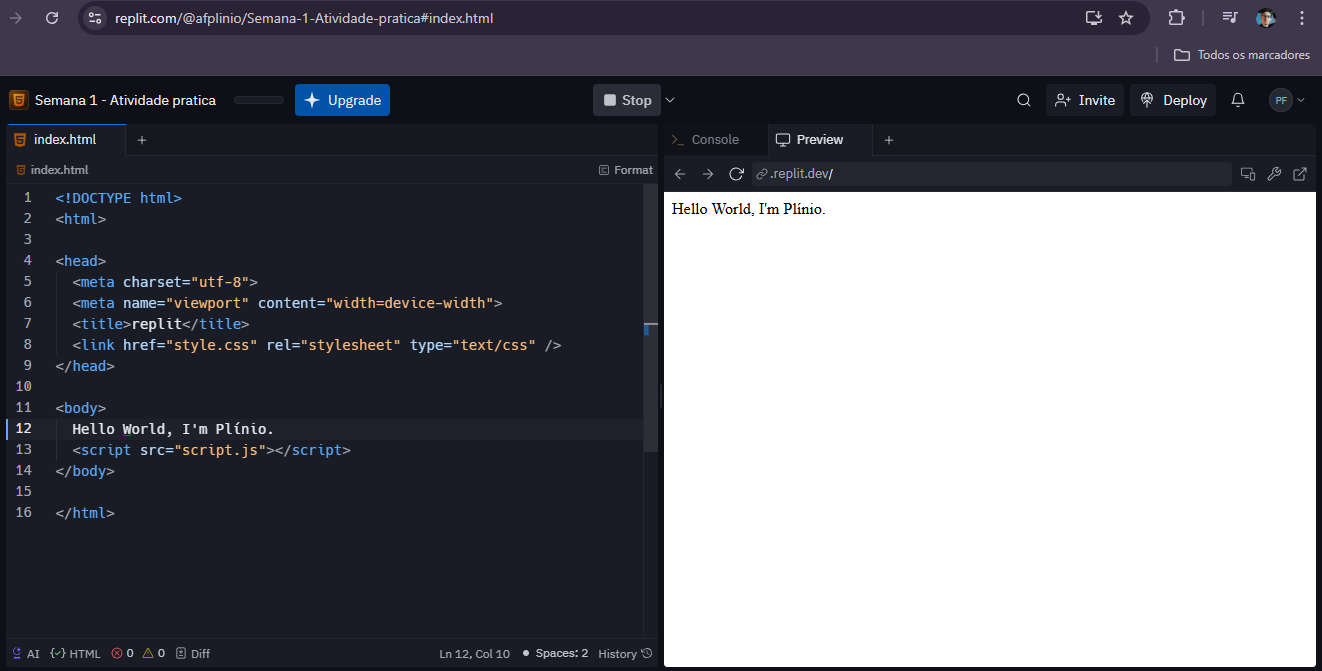 replit.com/@afplinio/Semana-1-Atividade-pratica#index.html
Todos os marcadores
Semana 1 - Atividade pratica
Upgrade
Stop
Invite
Deploy
PF
index.html
Console
Preview
index.html
Format
.replit.dev/
1 <!DOCTYPE html>
2 <html>
3
4 <head>
5 <meta charset="utf-8">
6 <meta name="viewport" content="width=device-width">
7 <title>replit</title>
8 <link href="style.css" rel="stylesheet" type="text/css" />
9 </head>
10
11 <body>
12 Hello World, I'm Plínio.
13 <script src="script.js"></script>
14 </body>
15
16 </html>
Hello World, I'm Plínio.
AI
HTML
0
0
Diff
Ln 12, Col 10
Spaces: 2
History